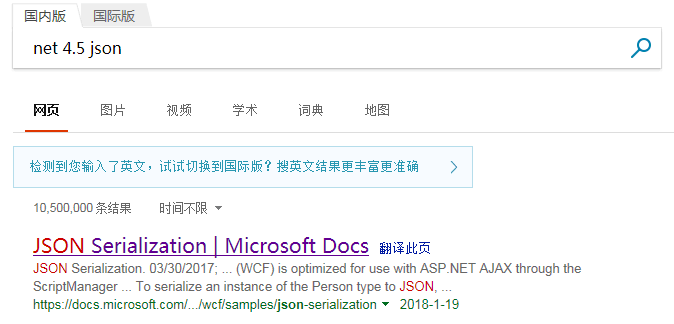 国内版 国际版
net 4.5 json
网页 图片 视频 学术 词典 地图
检测到您输入了英文，试试切换到国际版？搜英文结果更丰富更准确
10,500,000 条结果 时间不限
JSON Serialization | Microsoft Docs 翻译此页
JSON Serialization. 03/30/2017; ... (WCF) is optimized for use with ASP.NET AJAX through the
ScriptManager ... To serialize an instance of the Person type to JSON, ...
https://docs.microsoft.com/.../wcf/samples/json-serialization 2018-1-19